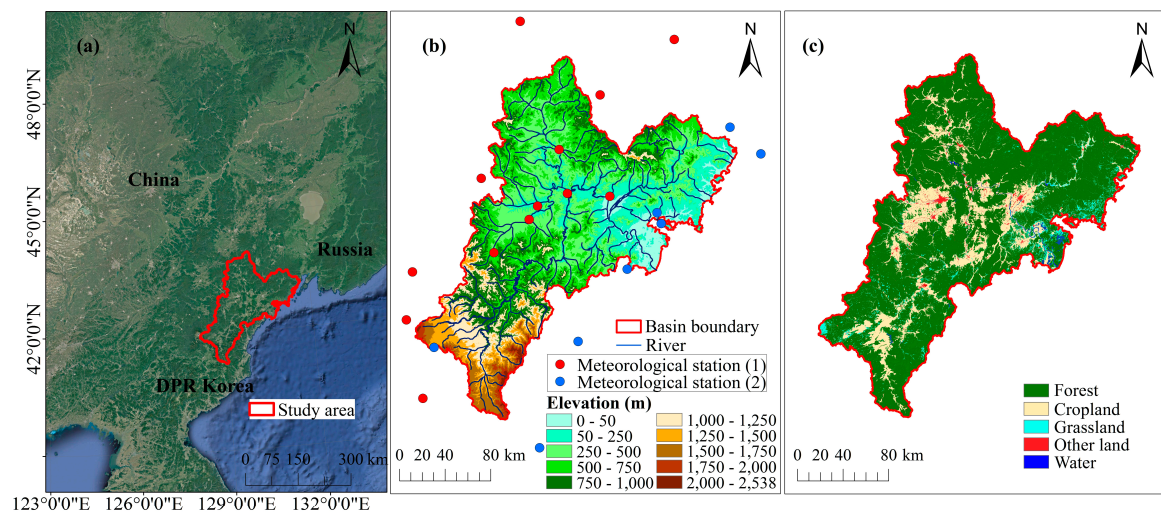 (a)
N
China
Russia
DPR Korea
Study area
0 75 150 300 km
48°0'0"N
45°0'0"N
42°0'0"N
123°0'0"E 126°0'0"E 129°0'0"E 132°0'0"E
(b)
N
Basin boundary
River
Meteorological station (1)
Meteorological station (2)
Elevation (m)
0 - 50
50 - 250
250 - 500
500 - 750
750 - 1,000
1,000 - 1,250
1,250 - 1,500
1,500 - 1,750
1,750 - 2,000
2,000 - 2,538
0 20 40 80 km
(c)
N
Forest
Cropland
Grassland
Other land
Water
0 20 40 80 km